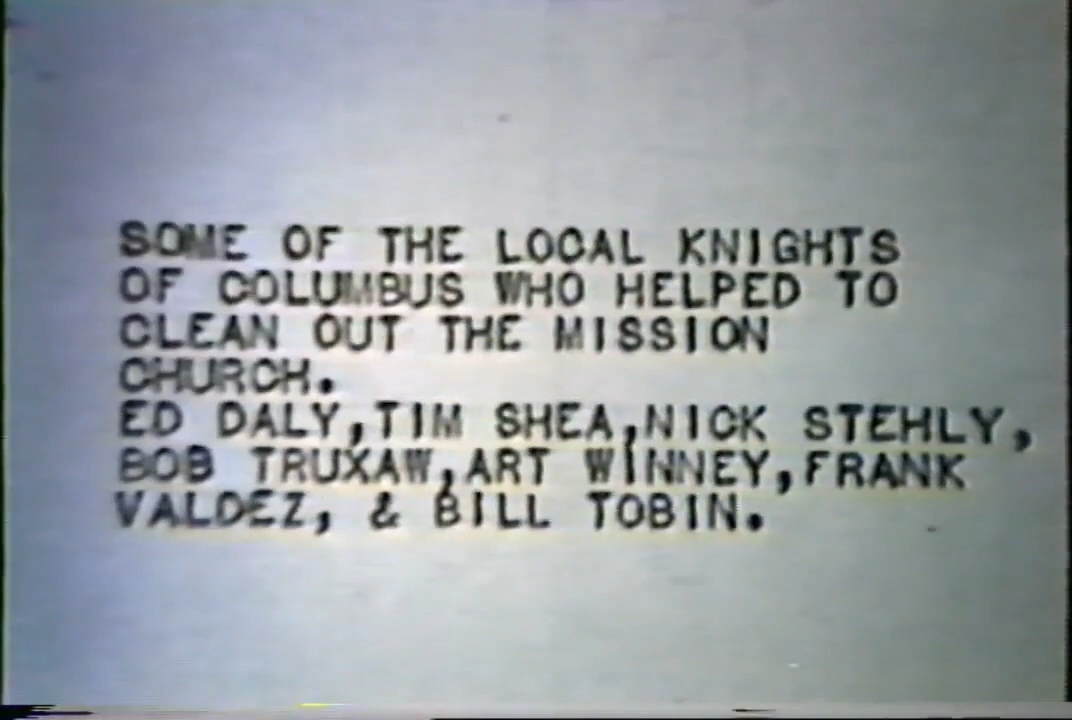 SOME OF THE LOCAL KNIGHTS
OF COLUMBUS WHO HELPED TO
CLEAN OUT THE MISSION
CHURCH.
ED DALY,TIM SHEA,NICK STEHLY,
BOB TRUXAW,ART WINNEY,FRANK
VALDEZ, & BILL TOBIN.